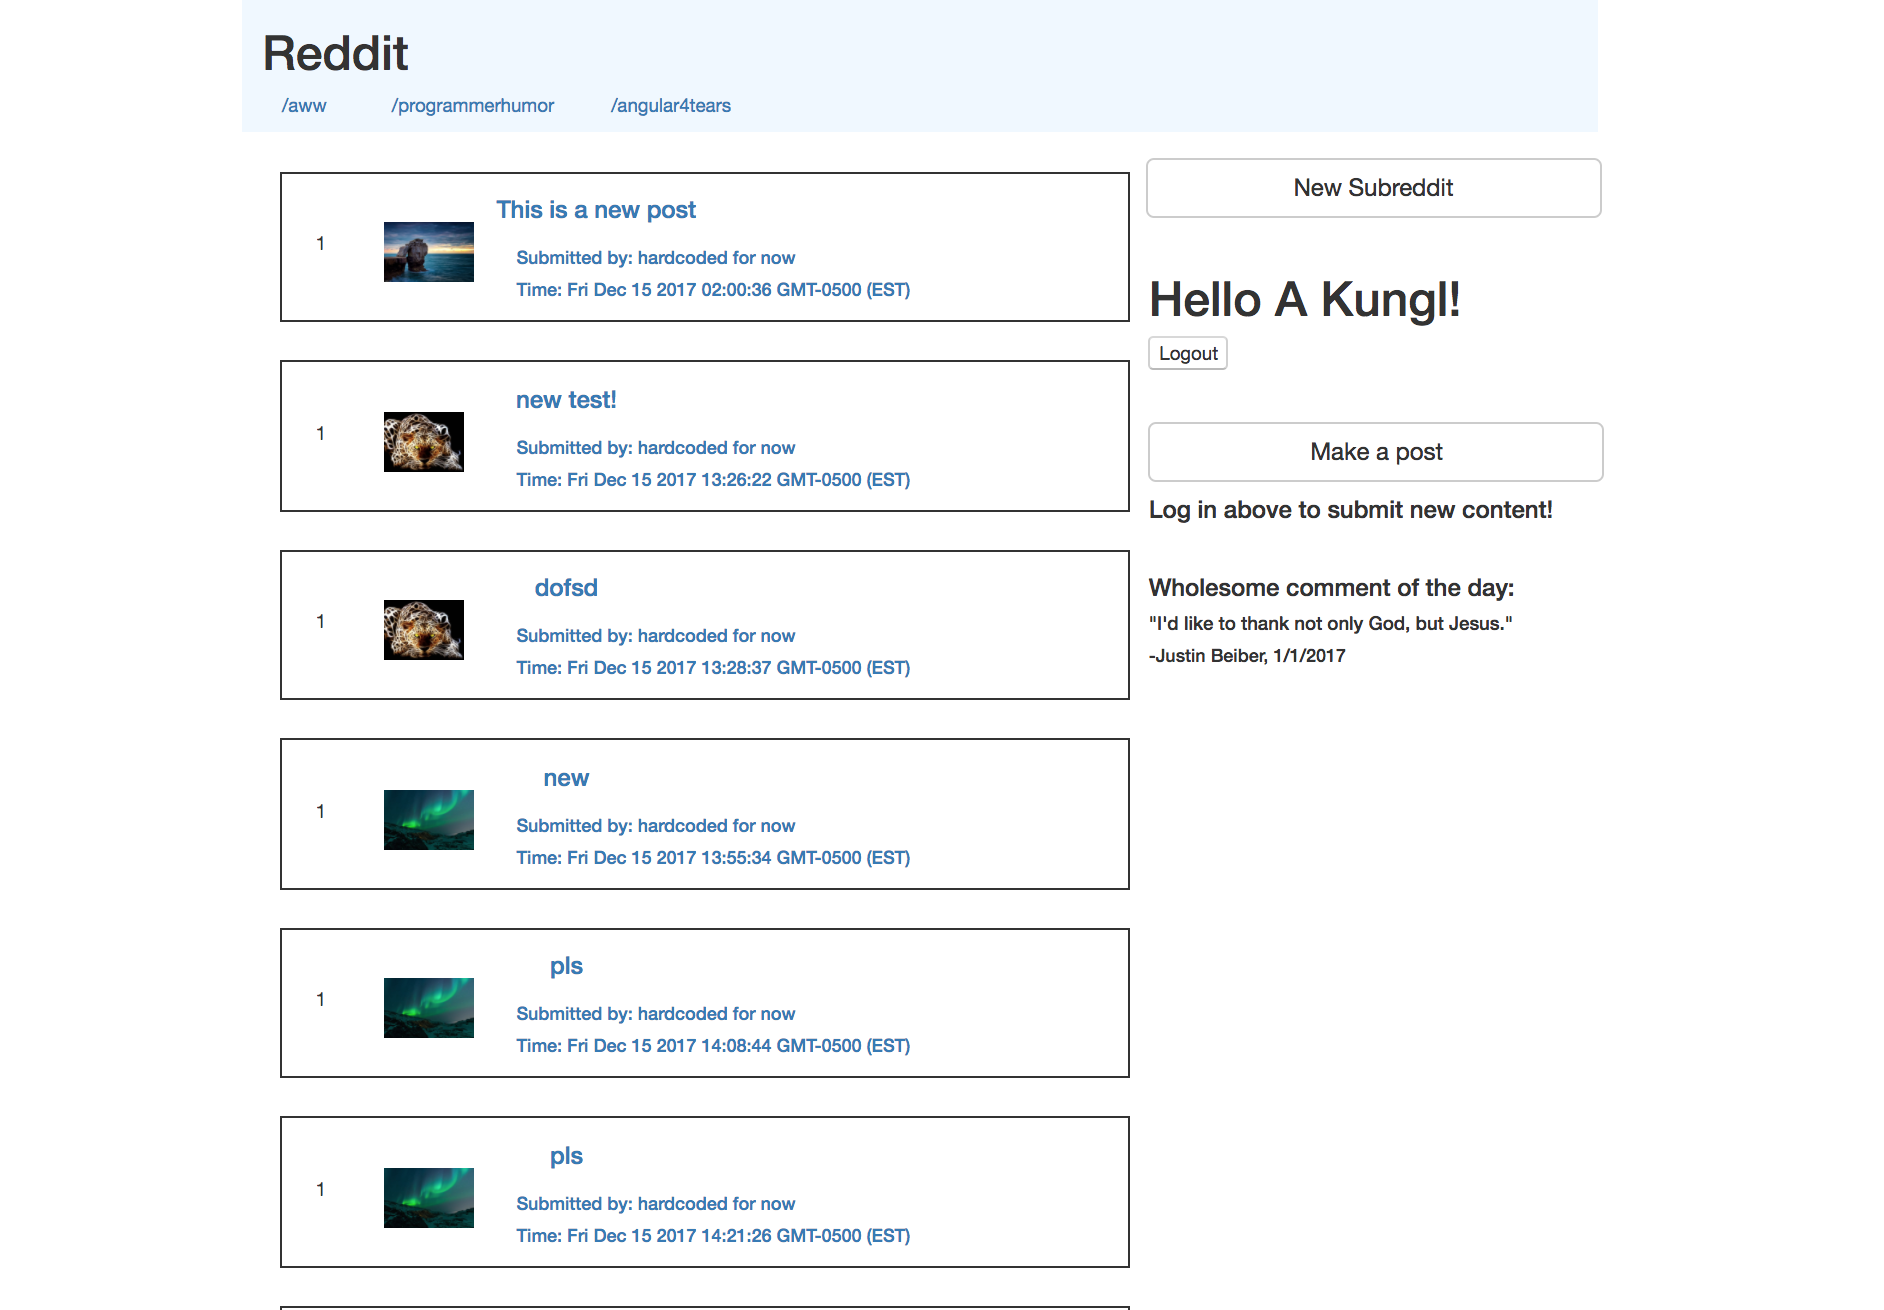 Reddit
/aww /programmerhumor /angular4tears
1
This is a new post
Submitted by: hardcoded for now
Time: Fri Dec 15 2017 02:00:36 GMT-0500 (EST)
1
new test!
Submitted by: hardcoded for now
Time: Fri Dec 15 2017 13:26:22 GMT-0500 (EST)
1
dofsd
Submitted by: hardcoded for now
Time: Fri Dec 15 2017 13:28:37 GMT-0500 (EST)
1
new
Submitted by: hardcoded for now
Time: Fri Dec 15 2017 13:55:34 GMT-0500 (EST)
1
pls
Submitted by: hardcoded for now
Time: Fri Dec 15 2017 14:08:44 GMT-0500 (EST)
1
pls
Submitted by: hardcoded for now
Time: Fri Dec 15 2017 14:21:26 GMT-0500 (EST)
New Subreddit
Hello A Kungl!
Logout
Make a post
Log in above to submit new content!
Wholesome comment of the day:
"I'd like to thank not only God, but Jesus."
-Justin Beiber, 1/1/2017